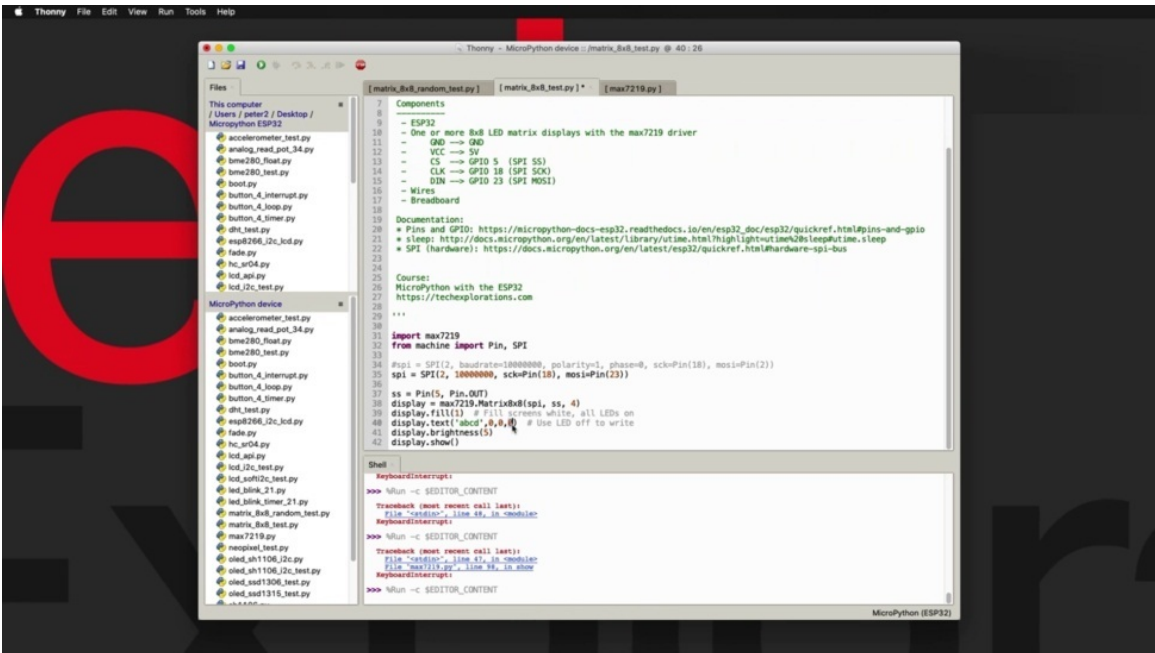 Thonny File Edit View Run Tools Help
Thonny - MicroPython device :: /matrix_8x8_test.py @ 40 : 26
Files
This computer
/ Users / peter2 / Desktop /
Micropython ESP32
accelerometer_test.py
analog_read_pot_34.py
bme280_float.py
bme280_test.py
boot.py
button_4_interrupt.py
button_4_loop.py
button_4_timer.py
dht_test.py
esp8266_i2c_lcd.py
fade.py
hc_sr04.py
lcd_api.py
lcd_i2c_test.py
MicroPython device
accelerometer_test.py
analog_read_pot_34.py
bme280_float.py
bme280_test.py
boot.py
button_4_interrupt.py
button_4_loop.py
button_4_timer.py
dht_test.py
esp8266_i2c_lcd.py
fade.py
hc_sr04.py
lcd_api.py
lcd_i2c_test.py
lcd_softi2c_test.py
led_blink_21.py
led_blink_timer_21.py
matrix_8x8_random_test.py
matrix_8x8_test.py
max7219.py
neopixel_test.py
oled_sh1106_i2c.py
oled_sh1106_i2c_test.py
oled_ssd1306_test.py
oled_ssd1315_test.py
[ matrix_8x8_random_test.py ] [ matrix_8x8_test.py ] * [ max7219.py ]
7 Components
8 ----------
9 - ESP32
10 - One or more 8x8 LED matrix displays with the max7219 driver
11 - GND --> GND
12 - VCC --> 5V
13 - CS --> GPIO 5 (SPI SS)
14 - CLK --> GPIO 18 (SPI SCK)
15 - DIN --> GPIO 23 (SPI MOSI)
16 - Wires
17 - Breadboard
18
19 Documentation:
20 * Pins and GPIO: https://micropython-docs-esp32.readthedocs.io/en/esp32_doc/esp32/quickref.html#pins-and-gpio
21 * sleep: http://docs.micropython.org/en/latest/library/utime.html?highlight=utime%20sleep#utime.sleep
22 * SPI (hardware): https://docs.micropython.org/en/latest/esp32/quickref.html#hardware-spi-bus
23
24
25 Course:
26 MicroPython with the ESP32
27 https://techexplorations.com
28
29 '''
30
31 import max7219
32 from machine import Pin, SPI
33
34 #spi = SPI(2, baudrate=10000000, polarity=1, phase=0, sck=Pin(18), mosi=Pin(2))
35 spi = SPI(2, 10000000, sck=Pin(18), mosi=Pin(23))
36
37 ss = Pin(5, Pin.OUT)
38 display = max7219.Matrix8x8(spi, ss, 4)
39 display.fill(1) # Fill screens white, all LEDs on
40 display.text('abcd',0,0,0) # Use LED off to write
41 display.brightness(5)
42 display.show()
Shell
KeyboardInterrupt:
>>> %Run -c $EDITOR_CONTENT
Traceback (most recent call last):
File "<stdin>", line 48, in <module>
KeyboardInterrupt:
>>> %Run -c $EDITOR_CONTENT
Traceback (most recent call last):
File "<stdin>", line 47, in <module>
File "max7219.py", line 98, in show
KeyboardInterrupt:
>>> %Run -c $EDITOR_CONTENT
MicroPython (ESP32)